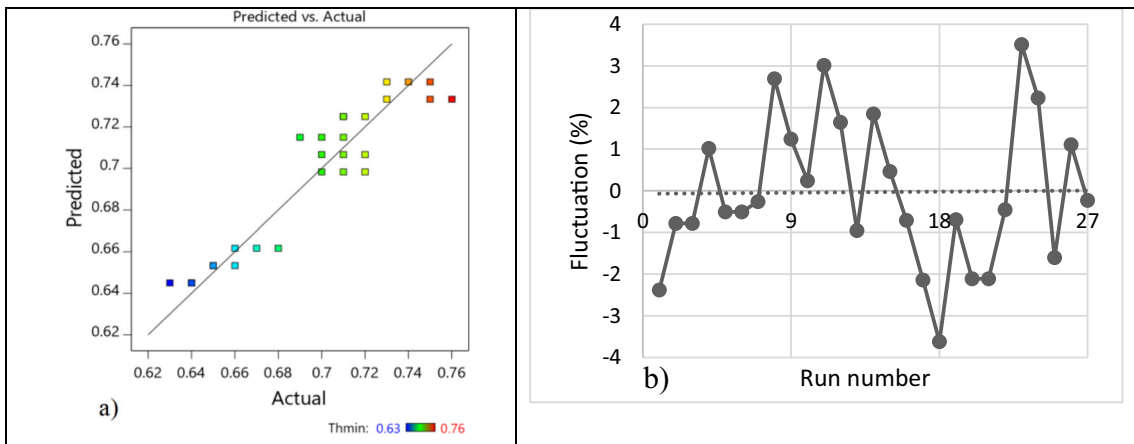 Predicted vs. Actual
0.76
0.74
0.72
0.7
0.68
0.66
0.64
0.62
Predicted
0.62 0.64 0.66 0.68 0.7 0.72 0.74 0.76
Actual
a)
Thmin: 0.63 0.76
4
3
2
1
0
-1
-2
-3
-4
Fluctuation (%)
0 9 18 27
b) Run number